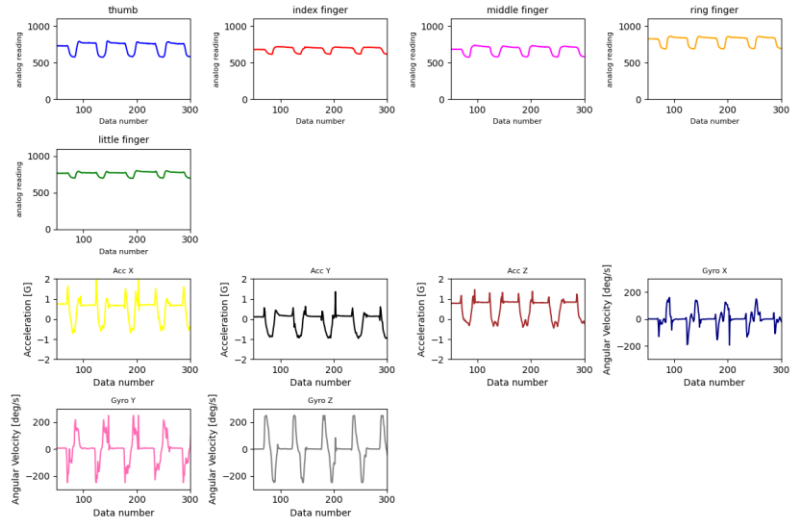 thumb
analog reading
1000
500
0
100
200
300
Data number
index finger
analog reading
1000
500
0
100
200
300
Data number
middle finger
analog reading
1000
500
0
100
200
300
Data number
ring finger
analog reading
1000
500
0
100
200
300
Data number
little finger
analog reading
1000
500
0
100
200
300
Data number
Acc X
Acceleration [G]
2
1
0
−1
−2
100
200
300
Data number
Acc Y
Acceleration [G]
2
1
0
−1
−2
100
200
300
Data number
Acc Z
Acceleration [G]
2
1
0
−1
−2
100
200
300
Data number
Gyro X
Angular Velocity [deg/s]
200
0
−200
100
200
300
Data number
Gyro Y
Angular Velocity [deg/s]
200
0
−200
100
200
300
Data number
Gyro Z
Angular Velocity [deg/s]
200
0
−200
100
200
300
Data number